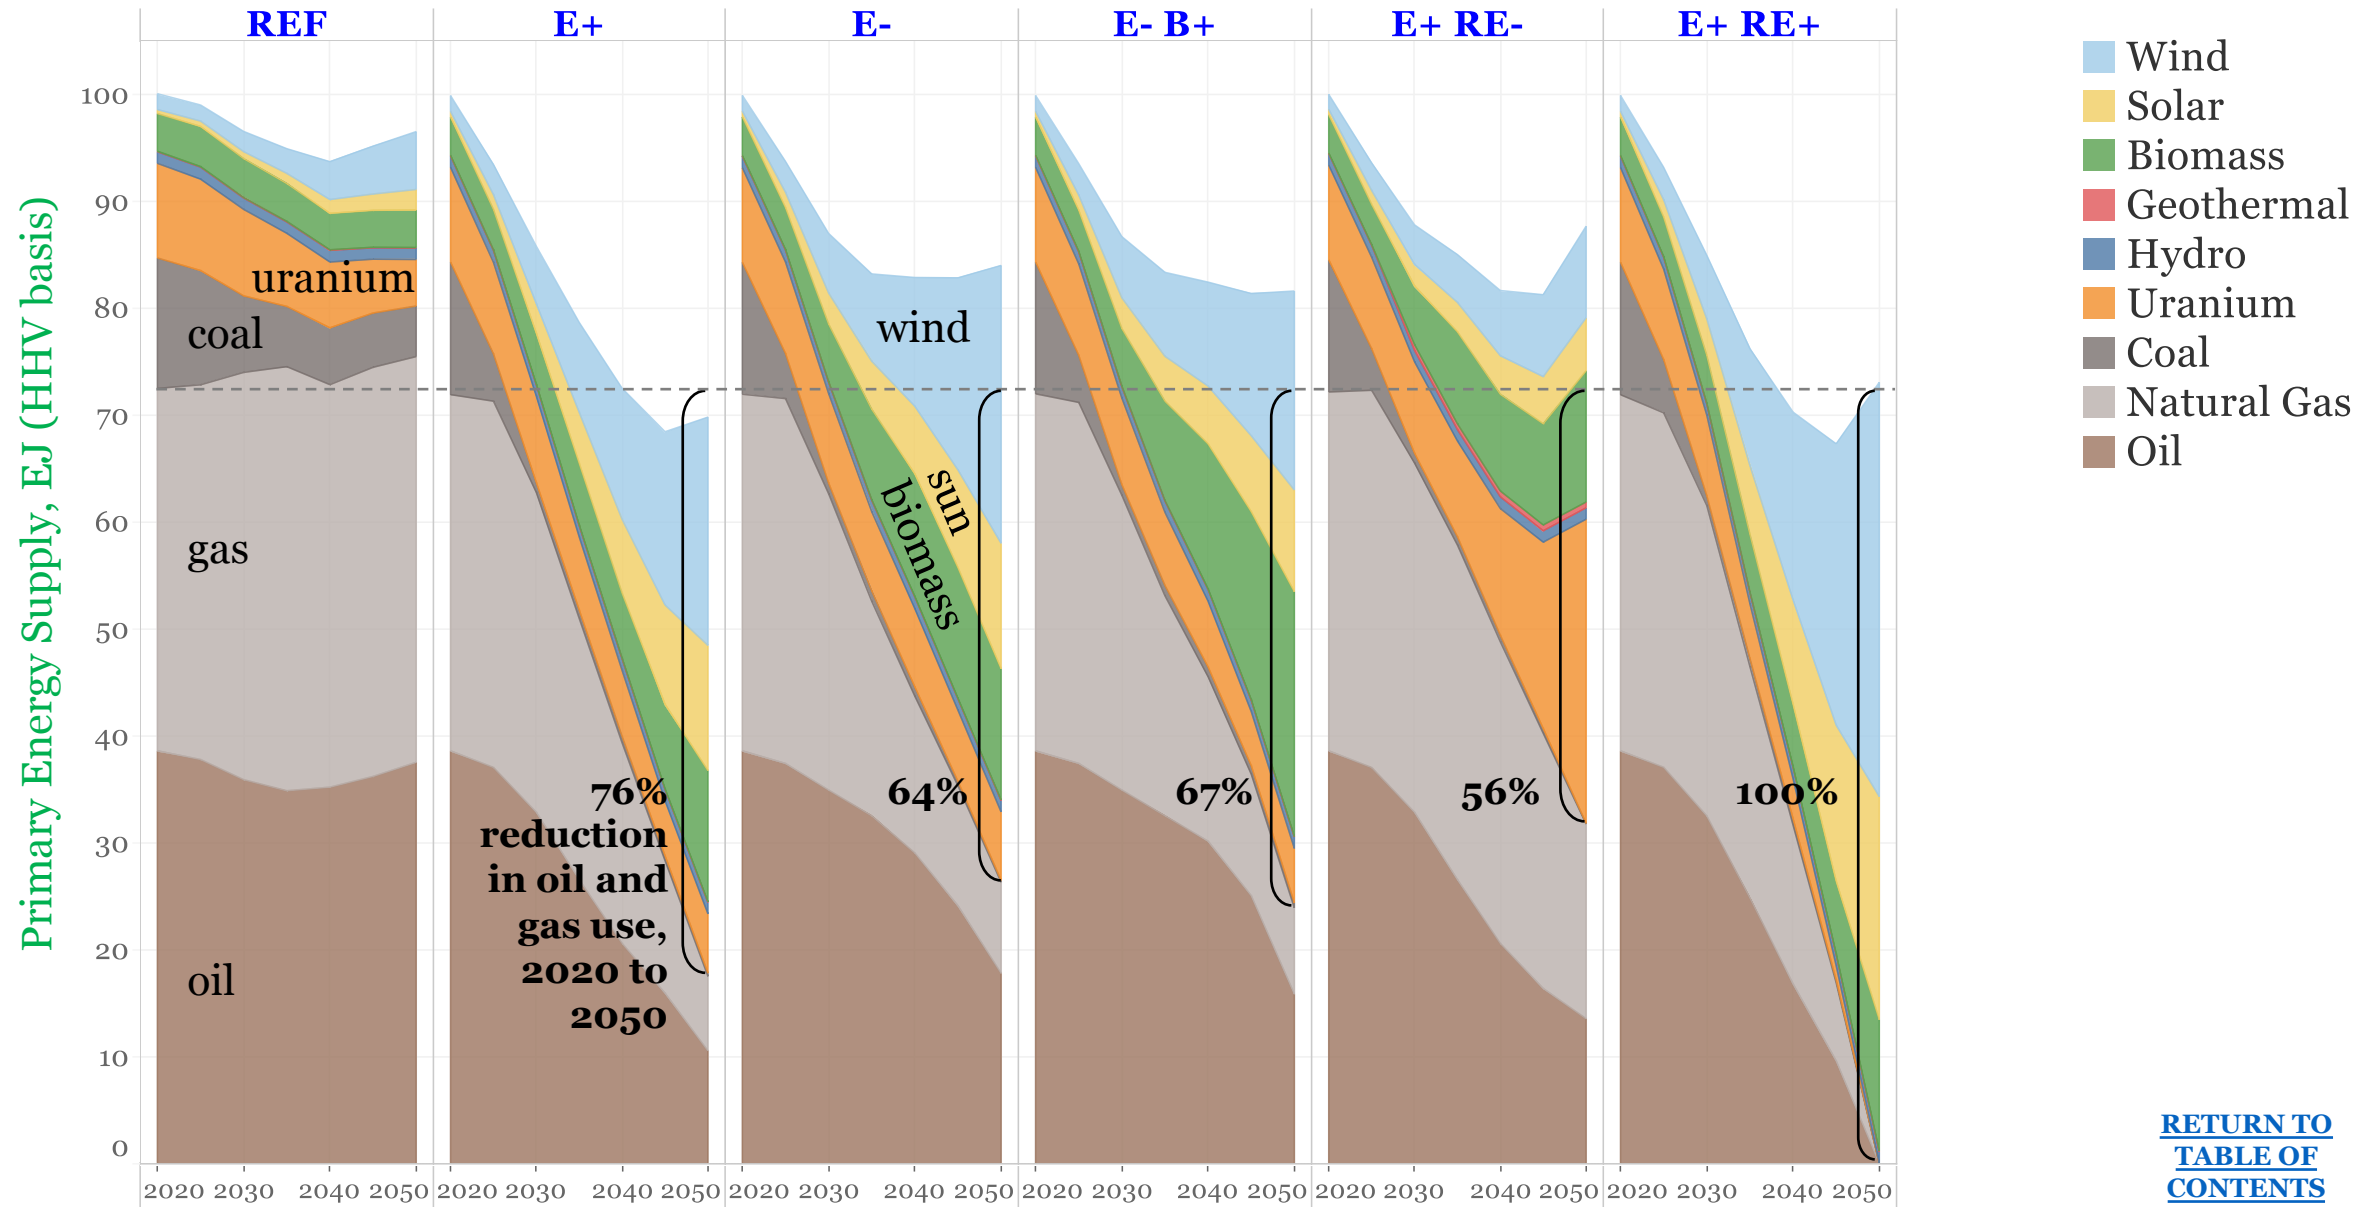 REF E+ E- E- B+ E+ RE- E+ RE+
Primary Energy Supply, EJ (HHV basis)
100
90
80
70
60
50
40
30
20
10
0
uranium
coal
gas
oil
wind
sun
biomass
76%
reduction
in oil and
gas use,
2020 to
2050
64%
67%
56%
100%
2020 2030 2040 2050 2020 2030 2040 2050 2020 2030 2040 2050 2020 2030 2040 2050 2020 2030 2040 2050 2020 2030 2040 2050
Wind
Solar
Biomass
Geothermal
Hydro
Uranium
Coal
Natural Gas
Oil
RETURN TO
TABLE OF
CONTENTS